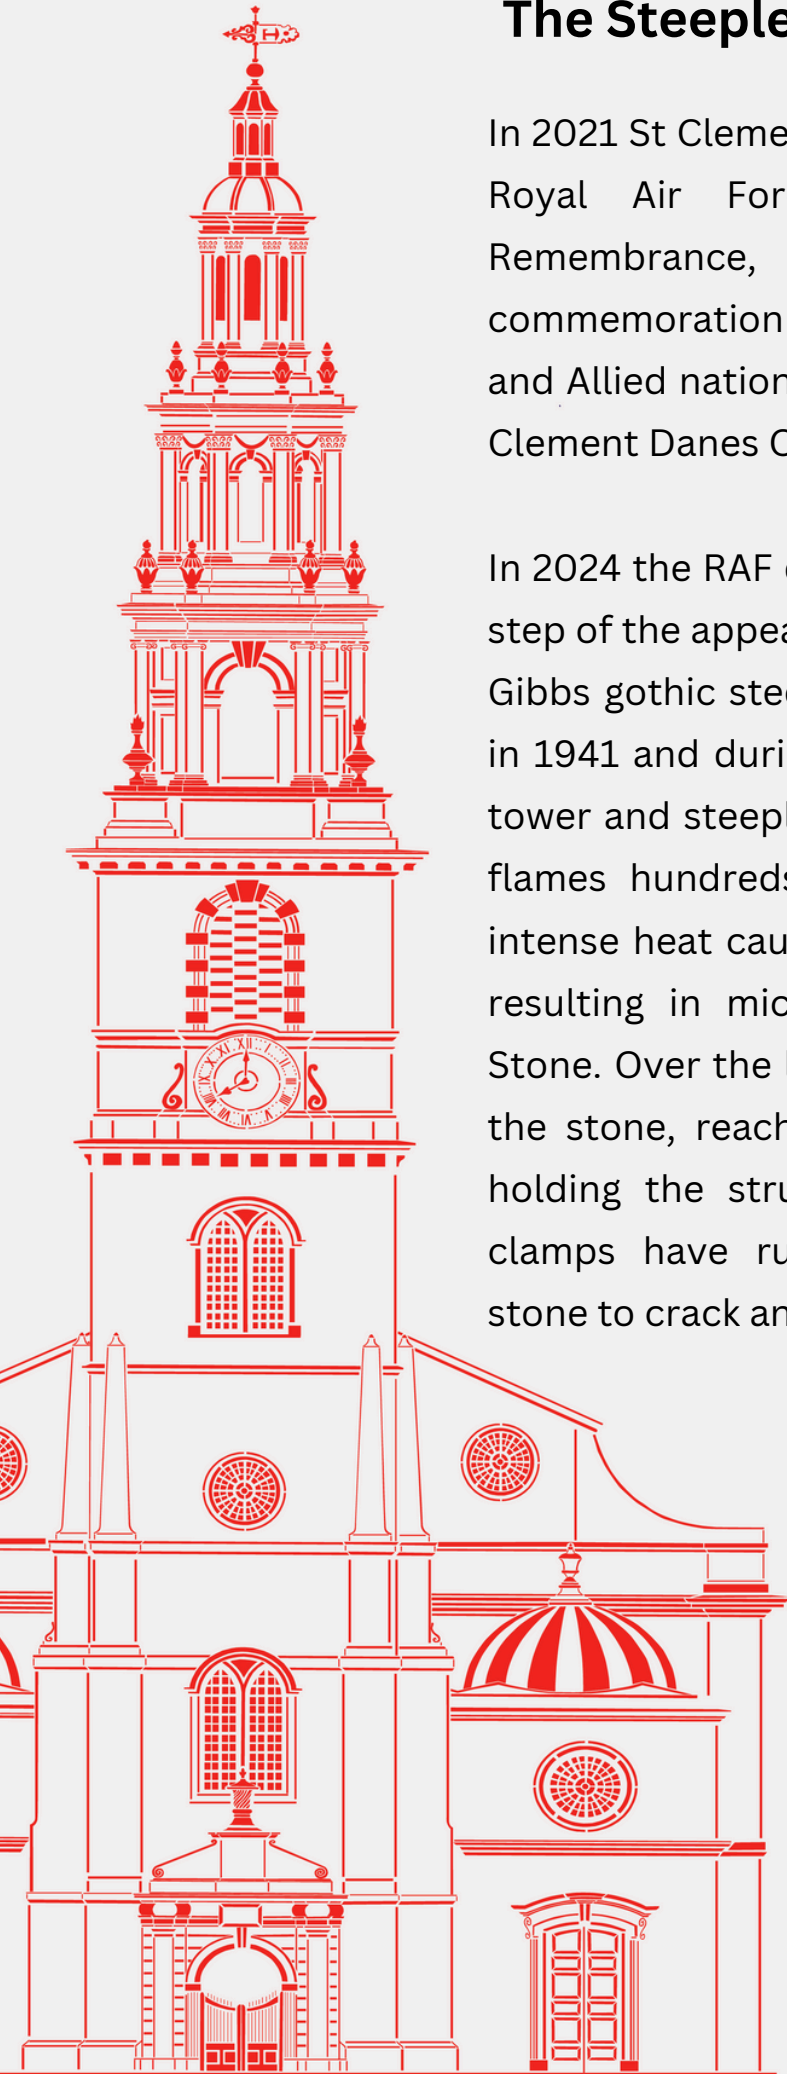 The Steeple
In 2021 St Cleme
Royal Air For
Remembrance,
commemoration
and Allied nation
Clement Danes C
In 2024 the RAF
step of the appea
Gibbs gothic stee
in 1941 and duri
tower and steepl
flames hundreds
intense heat cau
resulting in mic
Stone. Over the
the stone, reach
holding the stru
clamps have ru
stone to crack an